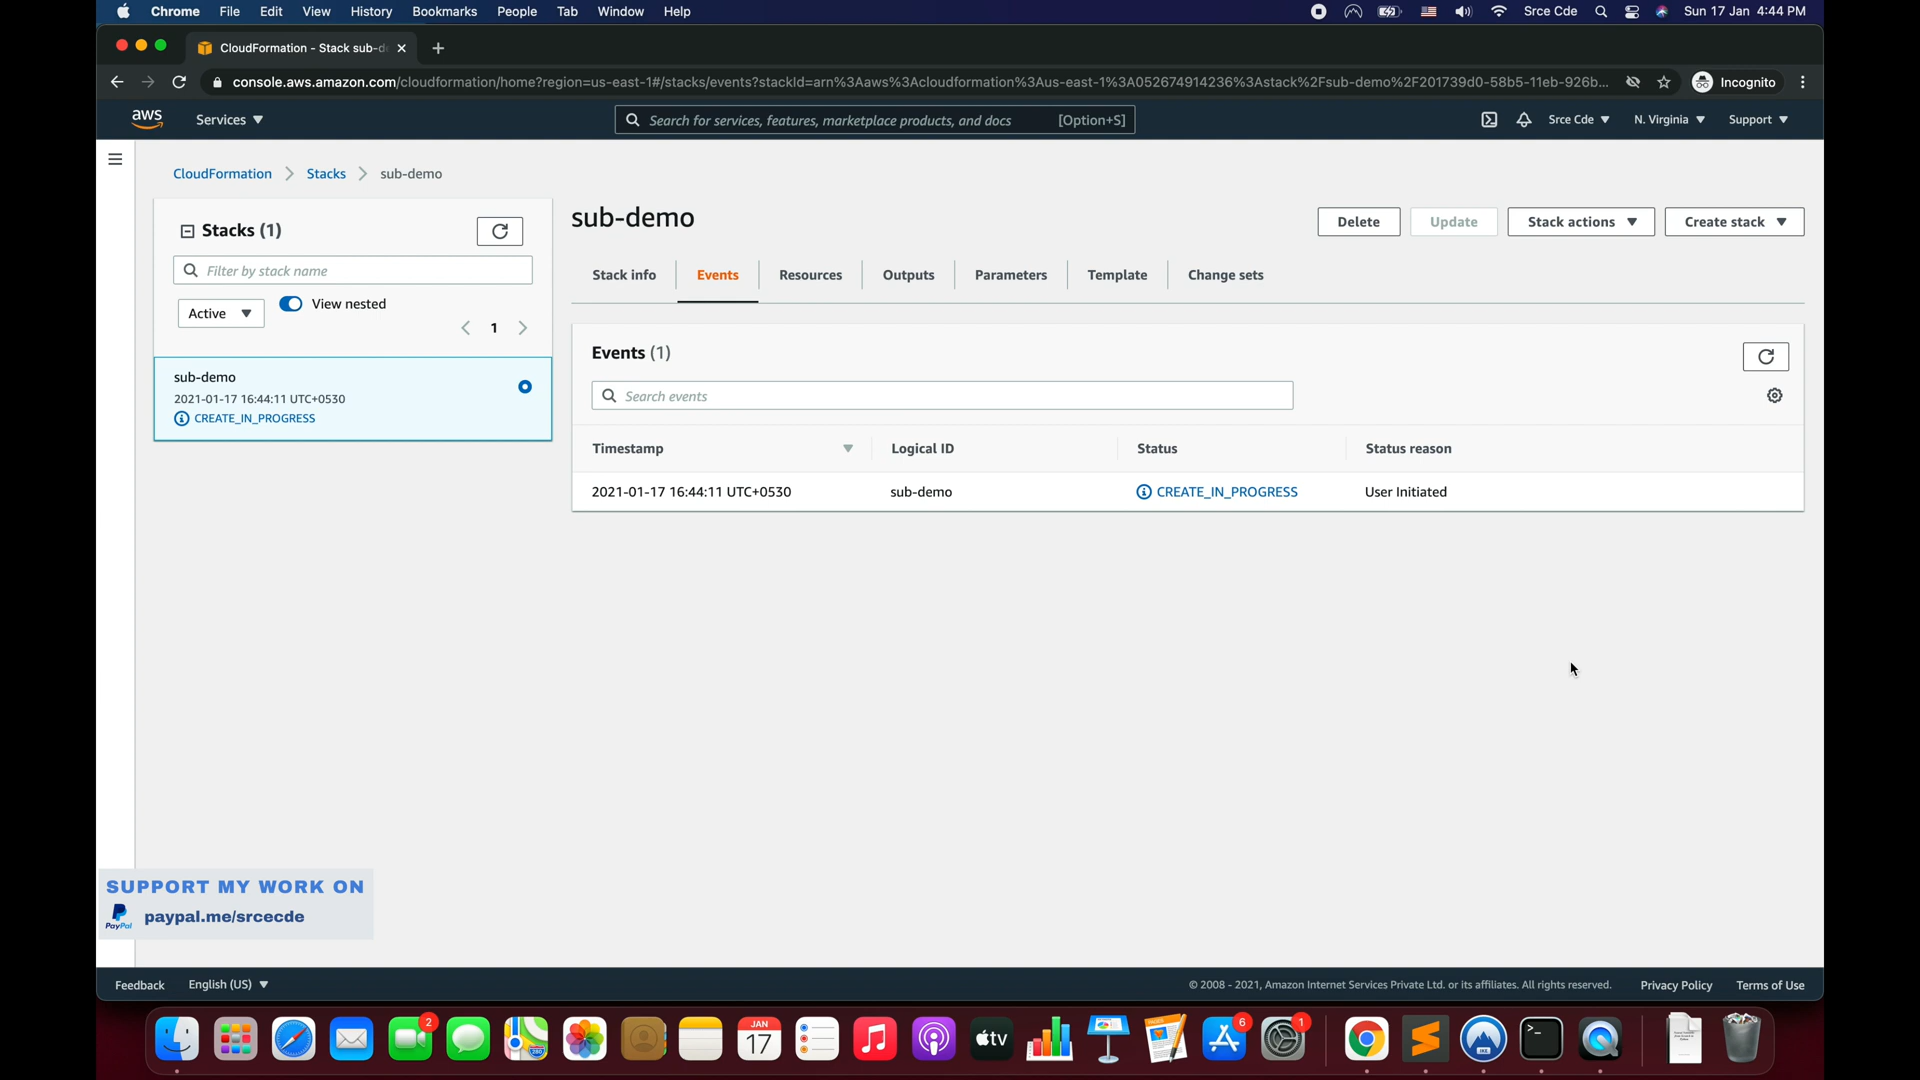 Chrome File Edit View History Bookmarks People Tab Window Help
Srce Cde Sun 17 Jan 4:44 PM
CloudFormation - Stack sub-d
console.aws.amazon.com/cloudformation/home?region=us-east-1#/stacks/events?stackId=arn%3Aaws%3Acloudformation%3Aus-east-1%3A052674914236%3Astack%2Fsub-demo%2F201739d0-58b5-11eb-926b...
Incognito
aws Services
Search for services, features, marketplace products, and docs [Option+S]
Srce Cde N. Virginia Support
CloudFormation Stacks sub-demo
Stacks (1)
Filter by stack name
Active
View nested
1
sub-demo
2021-01-17 16:44:11 UTC+0530
CREATE_IN_PROGRESS
sub-demo
Delete Update Stack actions Create stack
Stack info Events Resources Outputs Parameters Template Change sets
Events (1)
Search events
Timestamp Logical ID Status Status reason
2021-01-17 16:44:11 UTC+0530 sub-demo CREATE_IN_PROGRESS User Initiated
SUPPORT MY WORK ON
PayPal paypal.me/srcecde
Feedback English (US)
© 2008 - 2021, Amazon Internet Services Private Ltd. or its affiliates. All rights reserved. Privacy Policy Terms of Use
2
JAN
17
tv
6
1